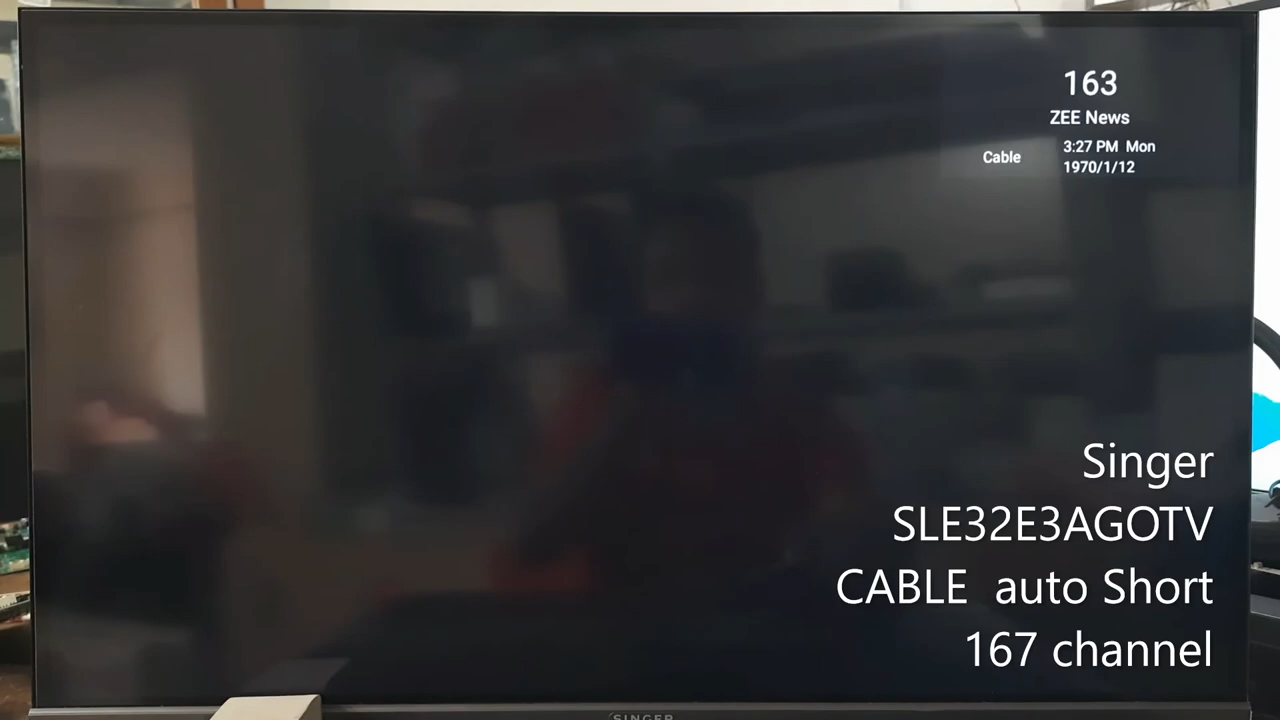 163
ZEE News
Cable
3:27 PM Mon
1970/1/12
Singer
SLE32E3AGOTV
CABLE auto Short
167 channel
SINGER